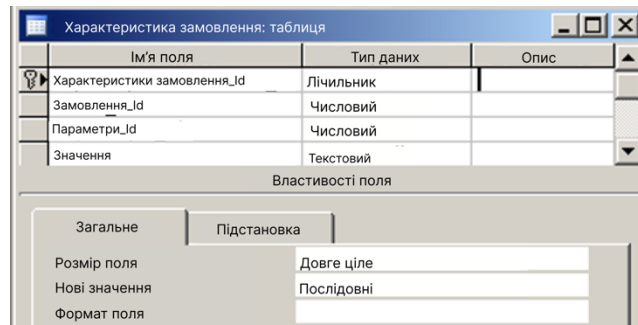 Характеристика замовлення: таблиця
Ім'я поля Тип даних Опис
Характеристики замовлення_Id Лічильник
Замовлення_Id Числовий
Параметри_Id Числовий
Значення Текстовий
Властивості поля
Загальне Підстановка
Розмір поля Довге ціле
Нові значення Послідовні
Формат поля